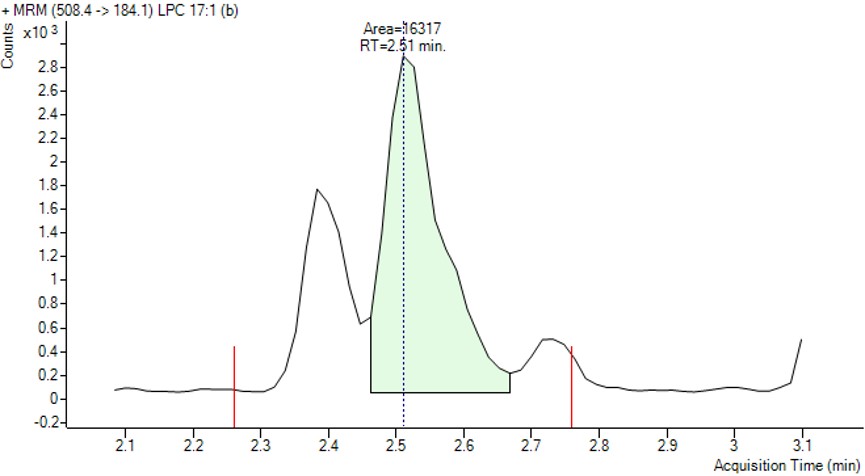 + MRM (508.4 -> 184.1) LPC 17:1 (b)
Counts
x10 3
Area=16317
RT=2.51 min.
2.8
2.6
2.4
2.2
2
1.8
1.6
1.4
1.2
1
0.8
0.6
0.4
0.2
0
-0.2
2.1 2.2 2.3 2.4 2.5 2.6 2.7 2.8 2.9 3 3.1
Acquisition Time (min)